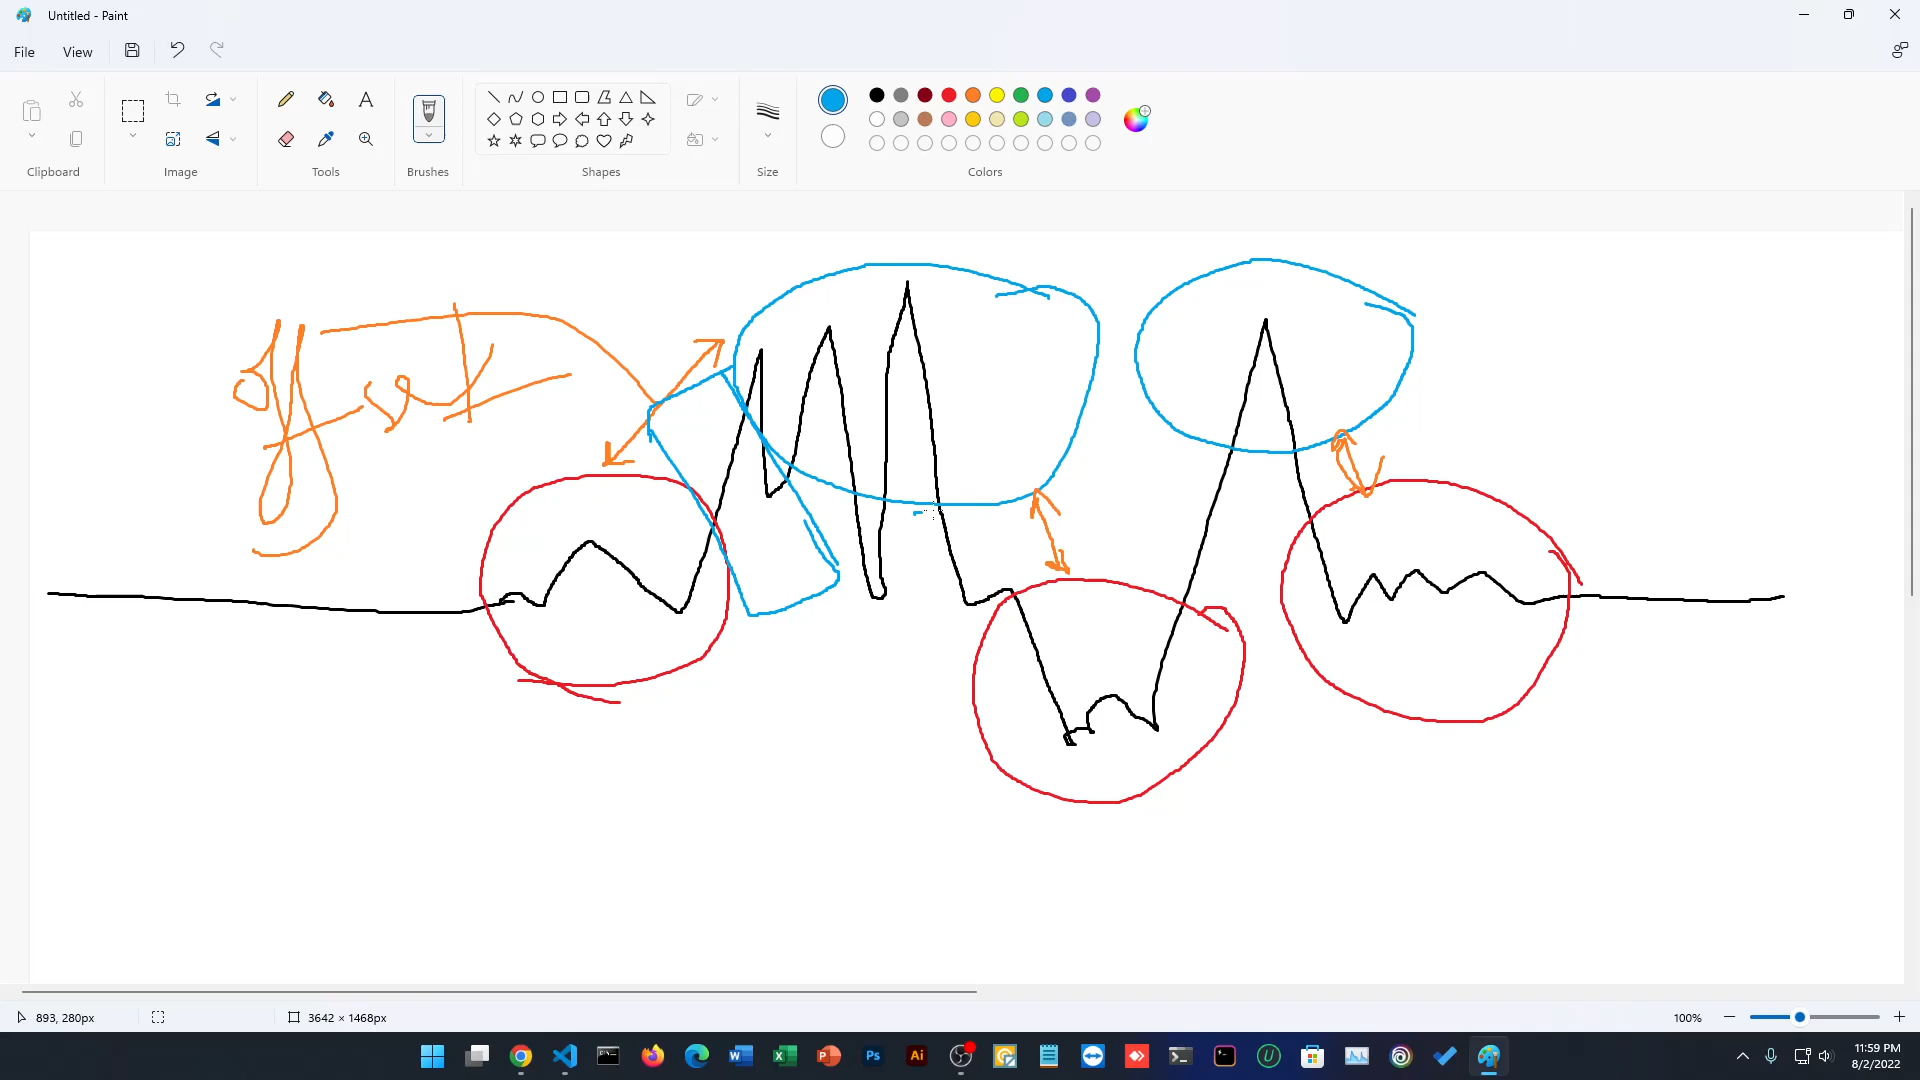 Untitled - Paint
File View
Clipboard
Image
Tools
Brushes
Shapes
Size
Colors
893, 280px
3642 × 1468px
100%
11:59 PM
8/2/2022